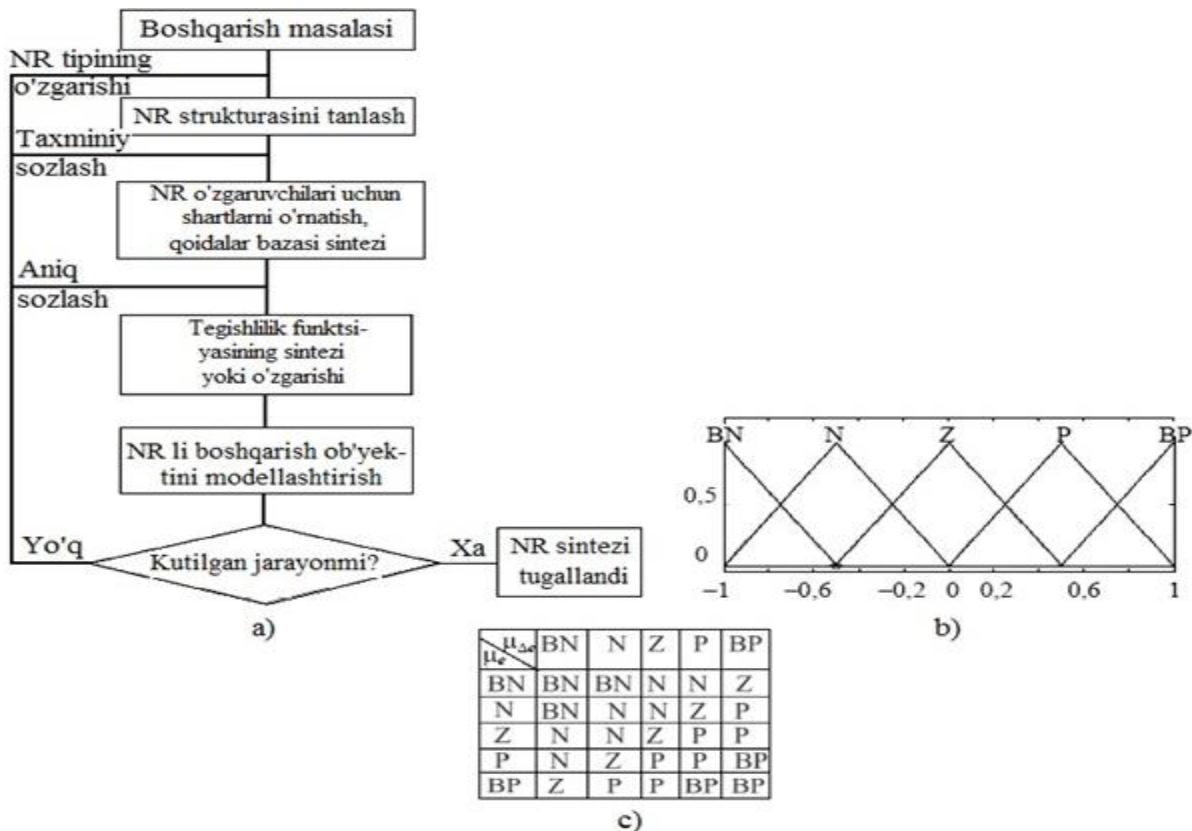 Boshqarish masalasi
NR tipining
o'zgarishi
NR strukturasini tanlash
Taxminiy
sozlash
NR o'zgaruvchilari uchun
shartlarni o'rnatish,
qoidalar bazasi sintezi
Aniq
sozlash
Tegishlilik funktsi-
yasining sintezi
yoki o'zgarishi
NR li boshqarish ob'yek-
tini modellashtirish
Yo'q
Kutilgan jarayonmi?
Xa
NR sintezi
tugallandi
a)
BN N Z P BP
0,5
0
−1 −0,6 −0,2 0 0,2 0,6 1
b)
μe μΔe BN N Z P BP
BN BN BN N N Z
N BN N N Z P
Z N N Z P P
P N Z P P BP
BP Z P P BP BP
c)